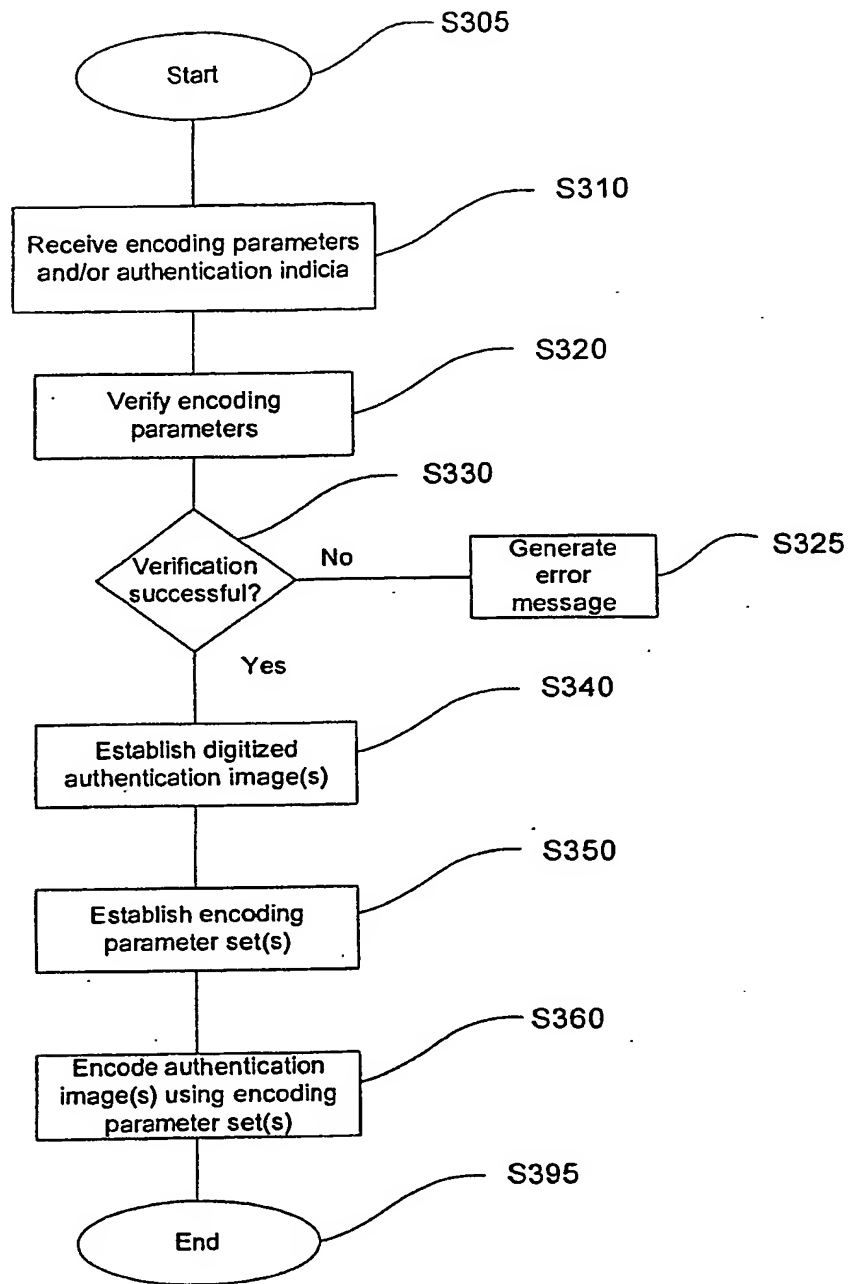 S305
Start
S310
Receive encoding parameters
and/or authentication indicia
S320
Verify encoding
parameters
S330
Verification
successful?
No
Generate
error
message
S325
Yes
S340
Establish digitized
authentication image(s)
S350
Establish encoding
parameter set(s)
S360
Encode authentication
image(s) using encoding
parameter set(s)
S395
End